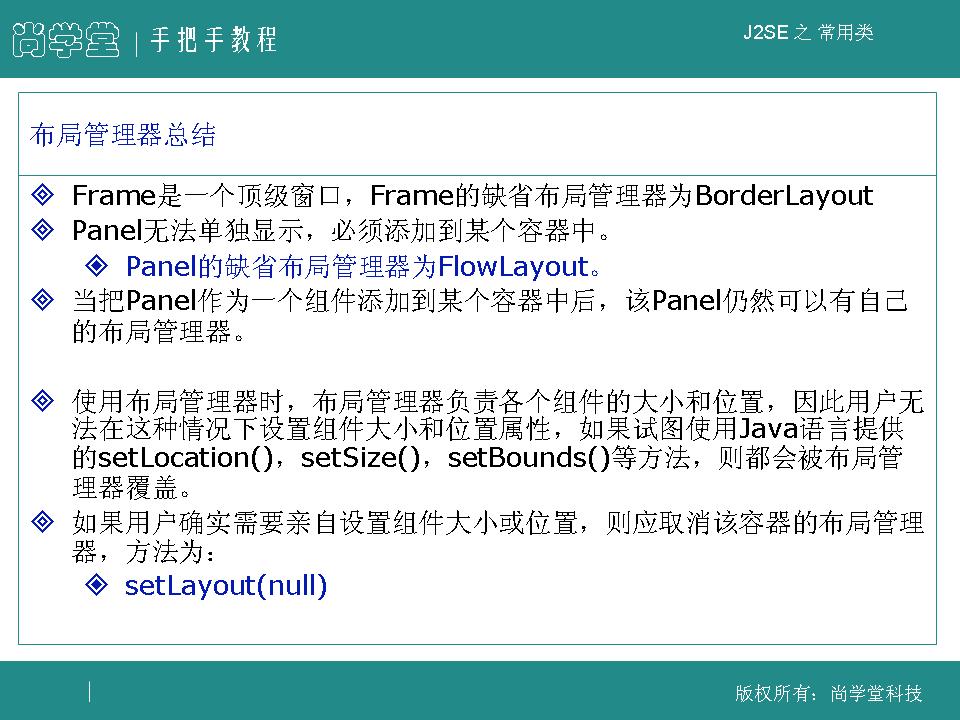 尚学堂 | 手把手教程
J2SE 之 常用类
布局管理器总结
Frame是一个顶级窗口，Frame的缺省布局管理器为BorderLayout
Panel无法单独显示，必须添加到某个容器中。
Panel的缺省布局管理器为FlowLayout。
当把Panel作为一个组件添加到某个容器中后，该Panel仍然可以有自己
的布局管理器。
使用布局管理器时，布局管理器负责各个组件的大小和位置，因此用户无
法在这种情况下设置组件大小和位置属性，如果试图使用Java语言提供
的setLocation()，setSize()，setBounds()等方法，则都会被布局管
理器覆盖。
如果用户确实需要亲自设置组件大小或位置，则应取消该容器的布局管理
器，方法为：
setLayout(null)
版权所有：尚学堂科技